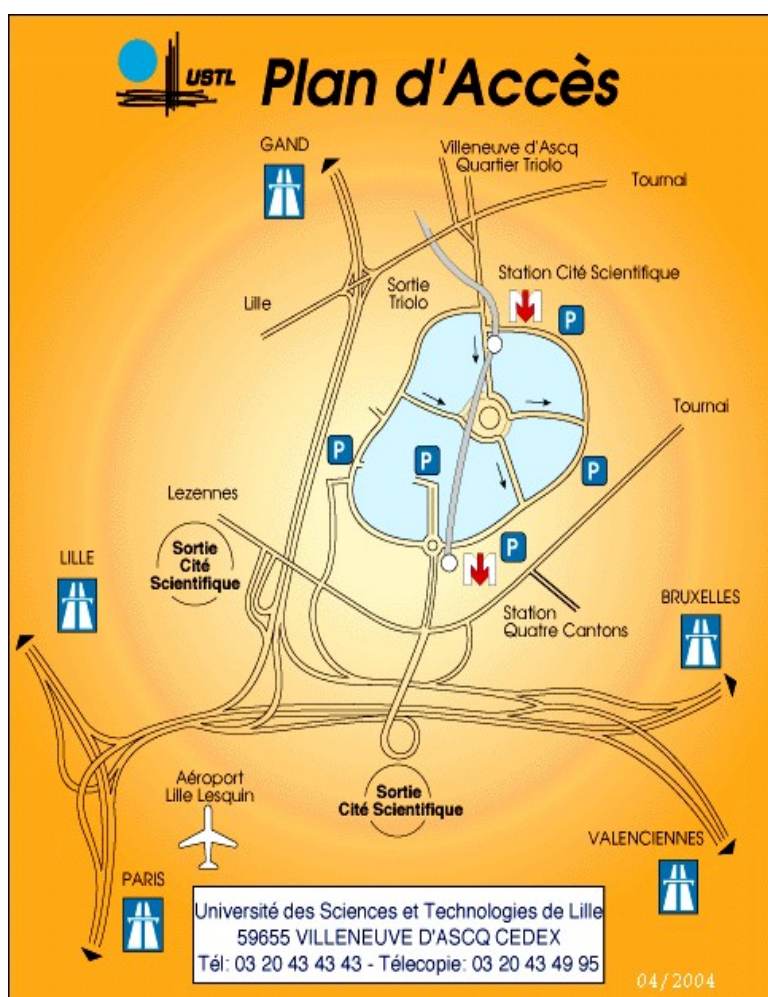 USTL
Plan d'Accès
GAND
Villeneuve d'Ascq
Quartier Triolo
Tournai
Station Cité Scientifique
Sortie
Triolo
Lille
P
Tournai
P
P
P
Lezennes
P
Sortie
Cité
Scientifique
LILLE
BRUXELLES
Station
Quatre Cantons
Aéroport
Lille Lesquin
Sortie
Cité Scientifique
VALENCIENNES
PARIS
Université des Sciences et Technologies de Lille
59655 VILLENEUVE D'ASCQ CEDEX
Tél: 03 20 43 43 43 - Télecopie: 03 20 43 49 95
04/2004